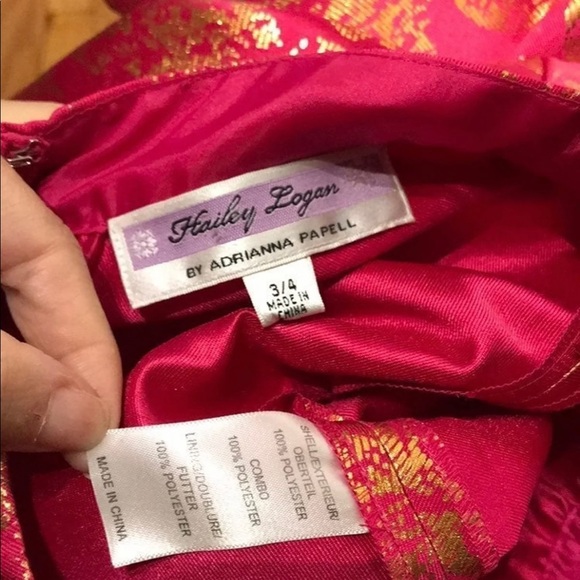 Hailey Logan
BY ADRIANNA PAPELL
3/4
MADE IN
CHINA
SHELL/EXTERIEUR/
OBERTEIL
100% POLYESTER
COMBO
100% POLYESTER
LINING/DOUBLURE/
FUTTER
100% POLYESTER
MADE IN CHINA